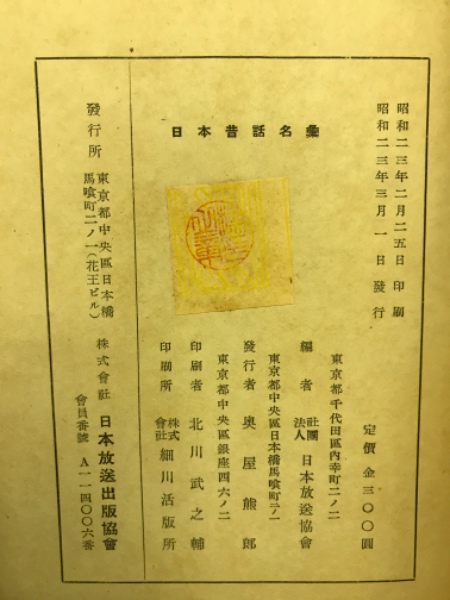 昭和二三年二月二五日 印刷
昭和二三年三月一日 發行
日本昔話名彙
定價 金三〇〇圓
東京都千代田區內幸町二ノ二
編者 社團法人 日本放送協會
東京都中央區日本橋馬喰町二ノ一
發行者 奧屋熊郎
東京都中央區銀座四六ノ二
印刷者 北川武之輔
印刷所 株式會社 細川活版所
發行所 東京都中央區日本橋馬喰町二ノ一(花王ビル)
株式會社 日本放送出版協會
會員番號 A一一四〇〇六番